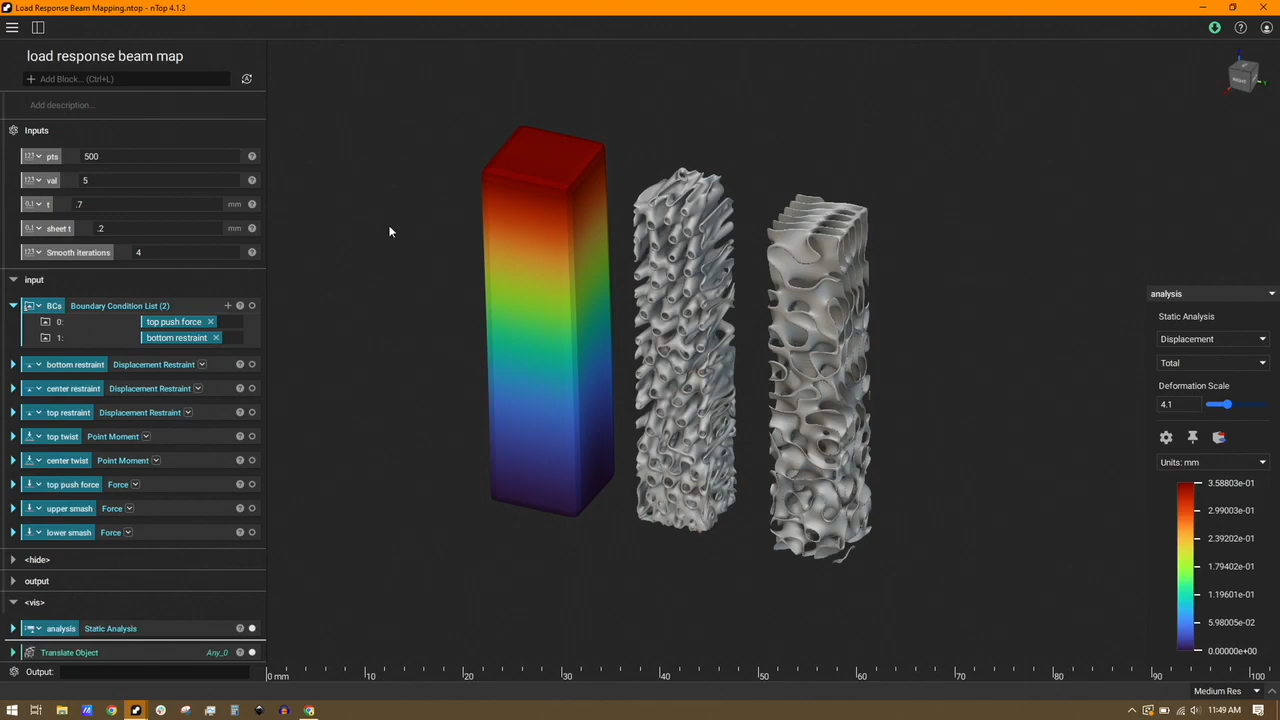 Load Response Beam Mapping.ntop - nTop 4.1.3
load response beam map
Add Block... (Ctrl+L)
Add description...
Inputs
pts 500
val 5
t .7 mm
sheet t .2 mm
Smooth iterations 4
input
BCs Boundary Condition List (2)
0: top push force
1: bottom restraint
bottom restraint Displacement Restraint
center restraint Displacement Restraint
top restraint Displacement Restraint
top twist Point Moment
center twist Point Moment
top push force Force
upper smash Force
lower smash Force
<hide>
output
<vis>
analysis Static Analysis
Translate Object Any_0
Output:
RIGHT
analysis
Static Analysis
Displacement
Total
Deformation Scale
4.1
Units: mm
3.58803e-01
2.99003e-01
2.39202e-01
1.79402e-01
1.19601e-01
5.98005e-02
0.00000e+00
0 mm 10 20 30 40 50 60 70 80 90 100
Medium Res
11:49 AM